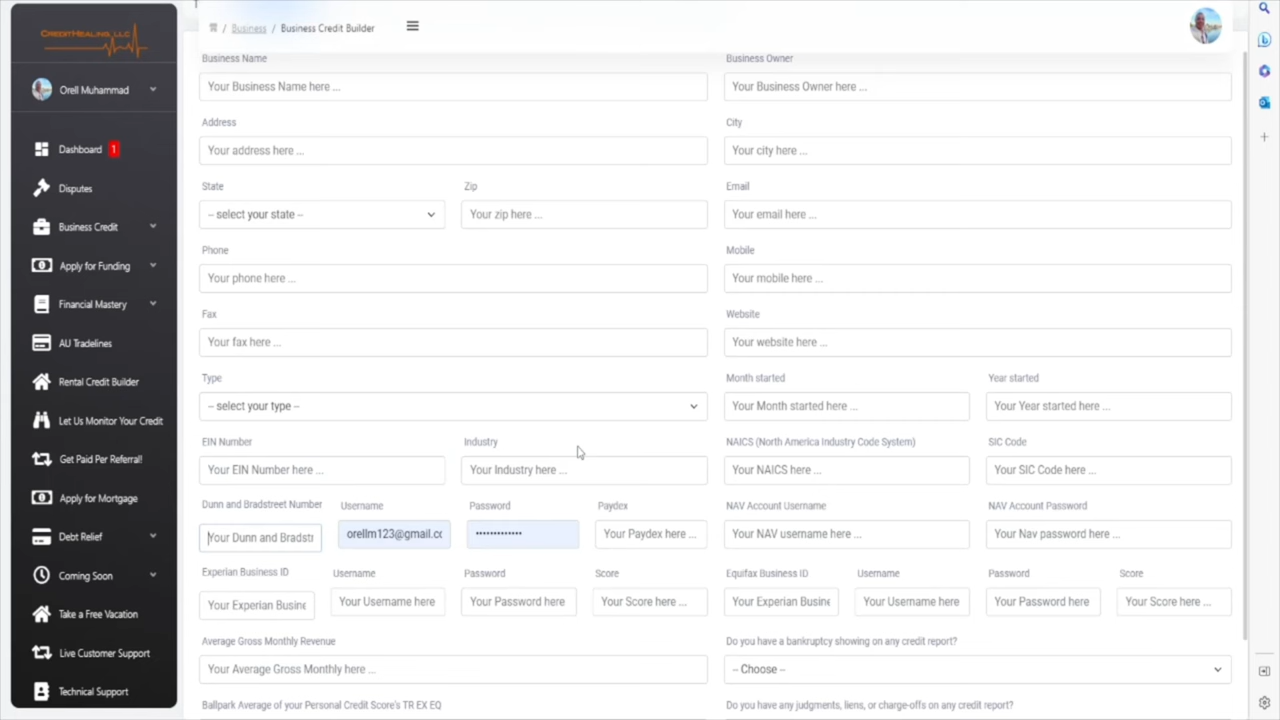 CREDITHEALING, LLC
Orell Muhammad
Dashboard 1
Disputes
Business Credit
Apply for Funding
Financial Mastery
AU Tradelines
Rental Credit Builder
Let Us Monitor Your Credit
Get Paid Per Referral!
Apply for Mortgage
Debt Relief
Coming Soon
Take a Free Vacation
Live Customer Support
Technical Support
/ Business / Business Credit Builder
Business Name Business Owner
Your Business Name here ... Your Business Owner here ...
Address City
Your address here ... Your city here ...
State Zip Email
-- select your state -- Your zip here ... Your email here ...
Phone Mobile
Your phone here ... Your mobile here ...
Fax Website
Your fax here ... Your website here ...
Type Month started Year started
-- select your type -- Your Month started here ... Your Year started here ...
EIN Number Industry NAICS (North America Industry Code System) SIC Code
Your EIN Number here ... Your Industry here ... Your NAICS here ... Your SIC Code here ...
Dunn and Bradstreet Number Username Password Paydex NAV Account Username NAV Account Password
Your Dunn and Bradstr orellm123@gmail.cc •••••••••••• Your Paydex here ... Your NAV username here ... Your Nav password here ...
Experian Business ID Username Password Score Equifax Business ID Username Password Score
Your Experian Busine Your Username here Your Password here Your Score here ... Your Experian Busine Your Username here Your Password here Your Score here ...
Average Gross Monthly Revenue Do you have a bankruptcy showing on any credit report?
Your Average Gross Monthly here ... -- Choose --
Ballpark Average of your Personal Credit Score's TR EX EQ Do you have any judgments, liens, or charge-offs on any credit report?